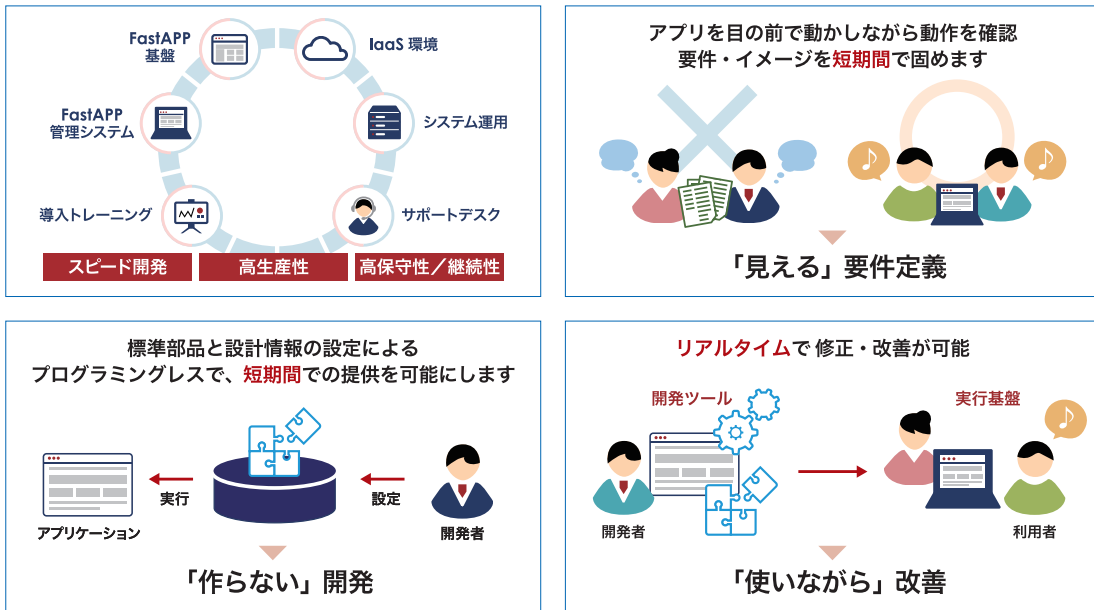 FastAPP
基盤
IaaS 環境
FastAPP
管理システム
システム運用
導入トレーニング
サポートデスク
スピード開発
高生産性
高保守性／継続性
アプリを目の前で動かしながら動作を確認
要件・イメージを短期間で固めます
「見える」要件定義
標準部品と設計情報の設定による
プログラミングレスで、短期間での提供を可能にします
実行
設定
アプリケーション
開発者
「作らない」開発
リアルタイムで 修正・改善が可能
開発ツール
実行基盤
開発者
利用者
「使いながら」改善